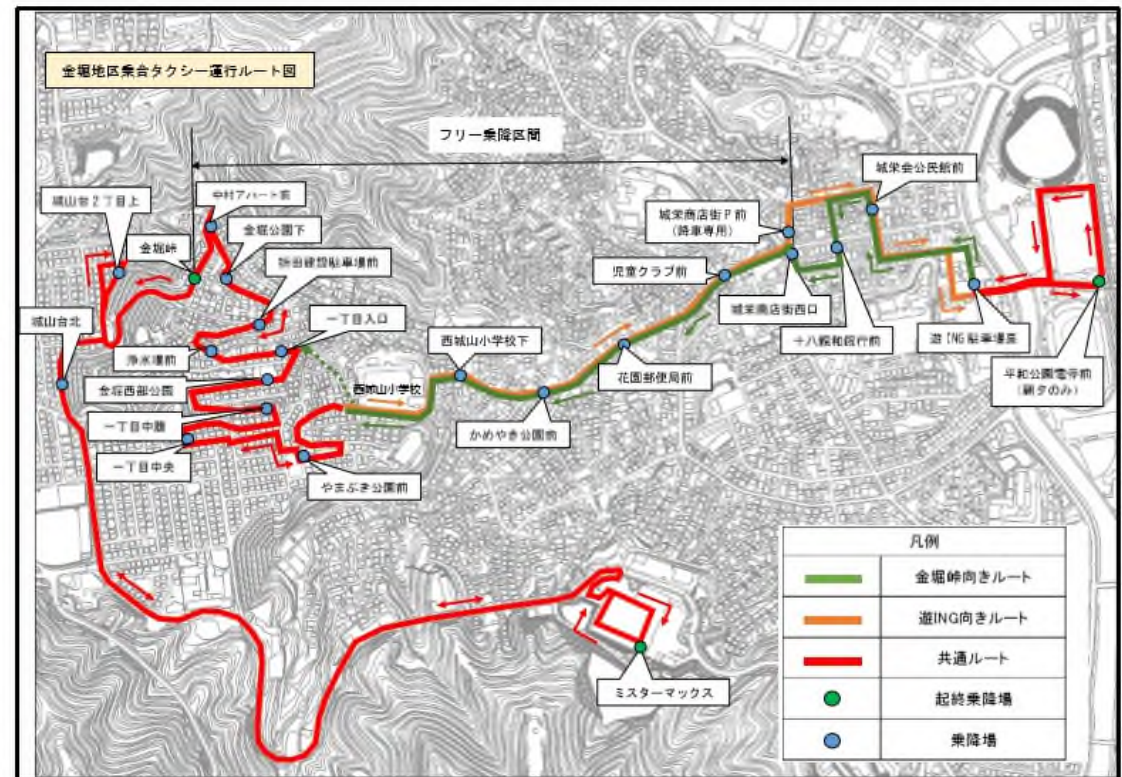 金堀地区乗合タクシー運行ルート図
フリー乗降区間
城栄会公民館前
城山台2丁目上
中村アパート前
金堀公園下
城栄商店街P前
(降車専用)
金堀峠
建設駐車場前
児童クラブ前
城山台北
一丁目入口
西城山小学校下
城栄商店街西口
浄水場前
花園郵便局前
十八親和銀行前
遊ING駐車場
金堀西部公園
西城山小学校
平和公園電停前
(朝夕のみ)
一丁目中
かめやき公園前
一丁目中央
やまぶき公園前
ミスターマックス
凡例
金堀峠向きルート
遊ING向きルート
共通ルート
起終乗降場
乗降場